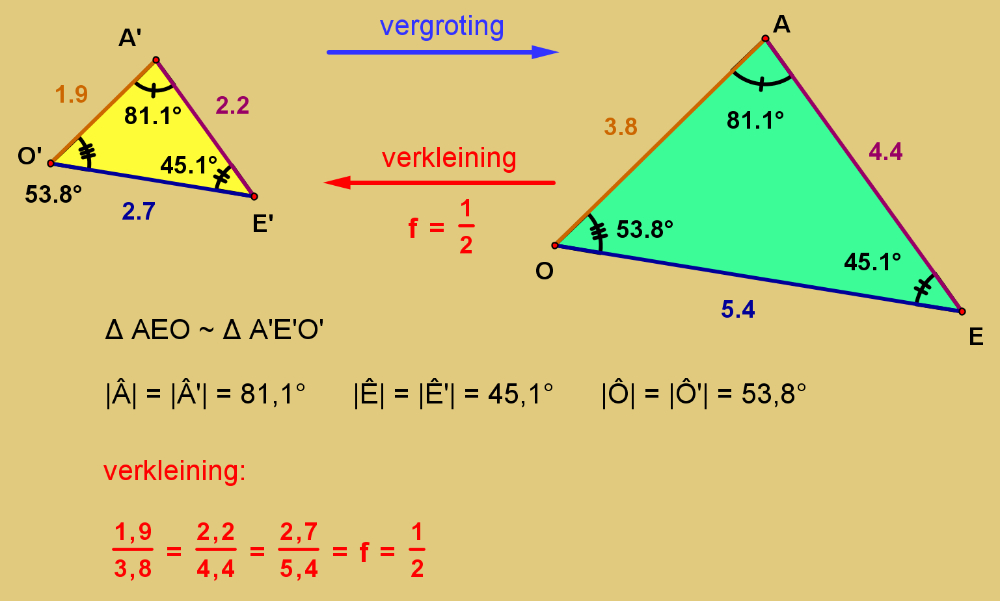 A'
1.9
2.2
81.1°
O'
45.1°
53.8°
2.7
E'
vergroting
verkleining
f = 1/2
A
3.8
81.1°
4.4
53.8°
O
45.1°
5.4
E
Δ AEO ~ Δ A'E'O'
|Â| = |Â'| = 81,1° |Ê| = |Ê'| = 45,1° |Ô| = |Ô'| = 53,8°
verkleining:
1,9/3,8 = 2,2/4,4 = 2,7/5,4 = f = 1/2